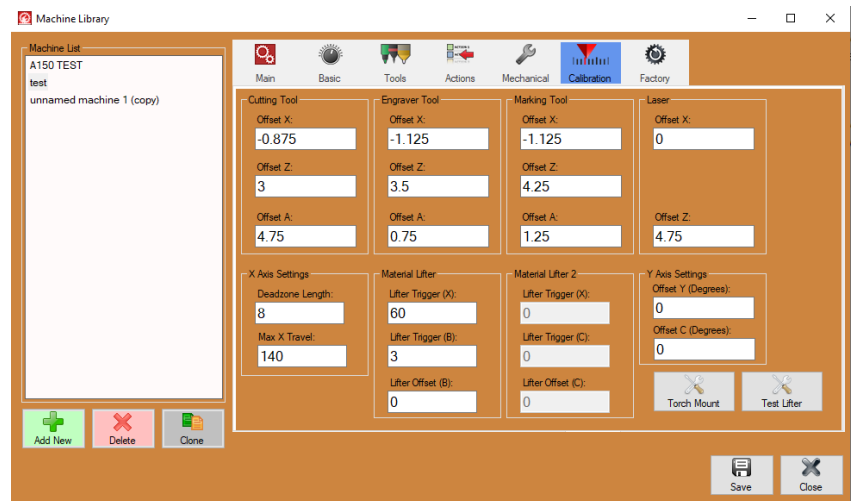 Machine Library
Machine List
A150 TEST
test
unnamed machine 1 (copy)
Add New Delete Clone
Main Basic Tools Actions Mechanical Calibration Factory
Cutting Tool
Offset X:
-0.875
Offset Z:
3
Offset A:
4.75
Engraver Tool
Offset X:
-1.125
Offset Z:
3.5
Offset A:
0.75
Marking Tool
Offset X:
-1.125
Offset Z:
4.25
Offset A:
1.25
Laser
Offset X:
0
Offset Z:
4.75
X Axis Settings
Deadzone Length:
8
Max X Travel:
140
Material Lifter
Lifter Trigger (X):
60
Lifter Trigger (B):
3
Lifter Offset (B):
0
Material Lifter 2
Lifter Trigger (X):
0
Lifter Trigger (C):
0
Lifter Offset (C):
0
Y Axis Settings
Offset Y (Degrees):
0
Offset C (Degrees):
0
Torch Mount Test Lifter
Save Close